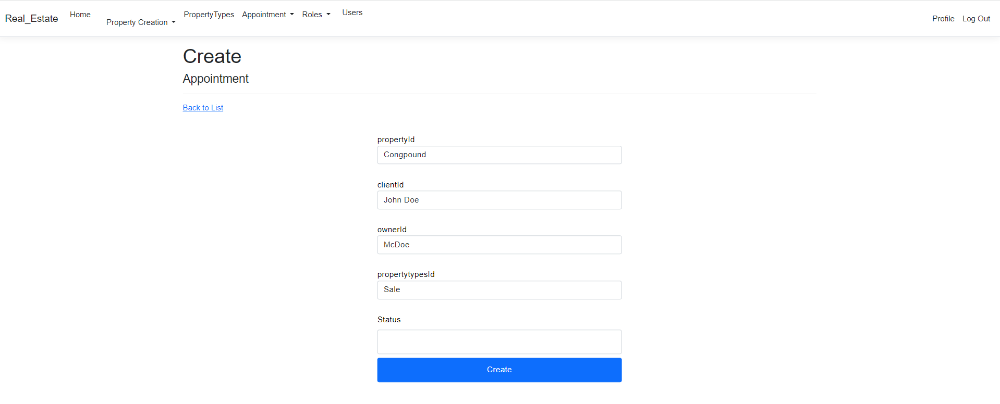 Real_Estate Home Property Creation PropertyTypes Appointment Roles Users Profile Log Out
Create
Appointment
Back to List
propertyId
Congpound
clientId
John Doe
ownerId
McDoe
propertytypesId
Sale
Status
Create